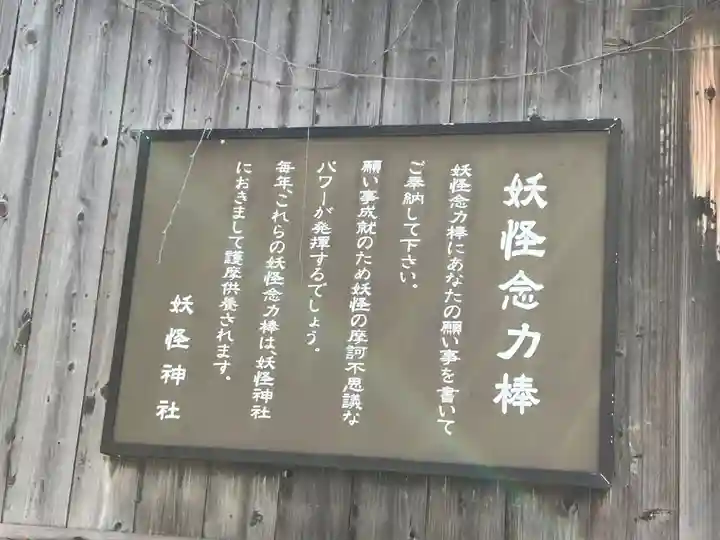 妖怪念力棒
妖怪念力棒にあなたの願い事を書いて
ご奉納して下さい。
願い事成就のため妖怪の摩訶不思議な
パワーが発揮するでしょう。
毎年、これらの妖怪念力棒は、妖怪神社
におきまして護摩供養されます。
妖怪神社